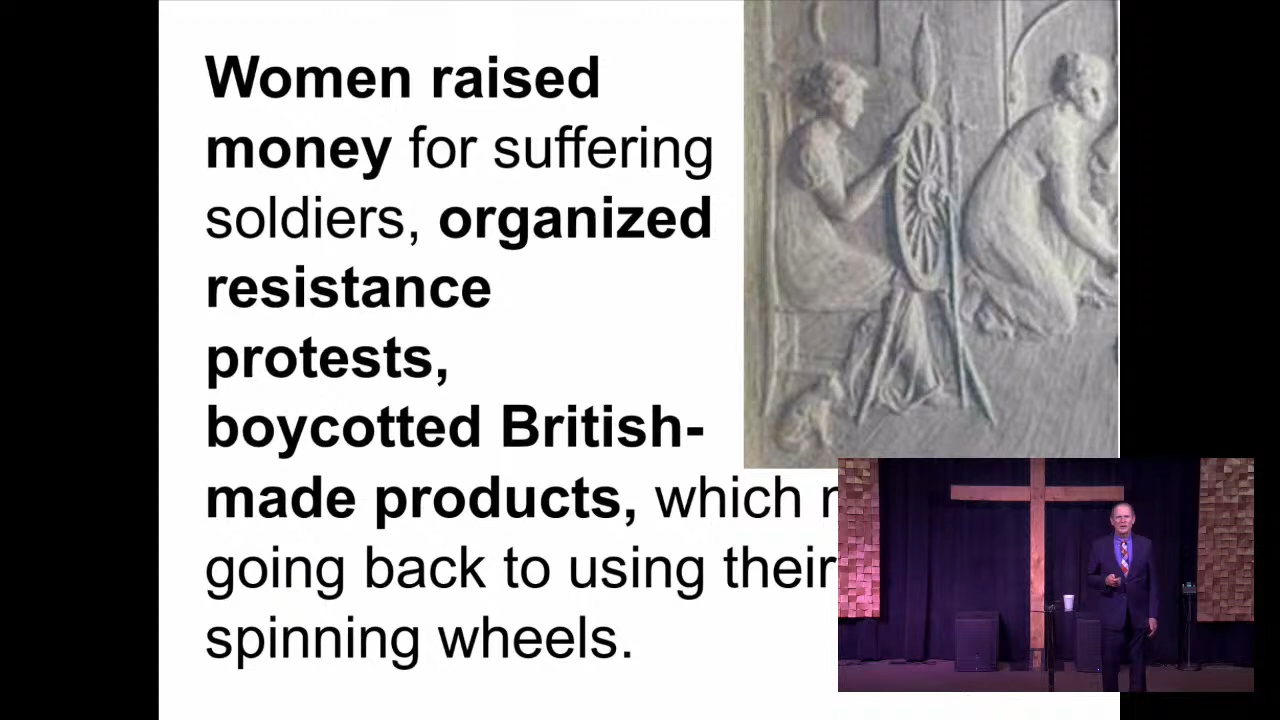 Women raised
money for suffering
soldiers, organized
resistance
protests,
boycotted British-
made products, which
going back to using their
spinning wheels.